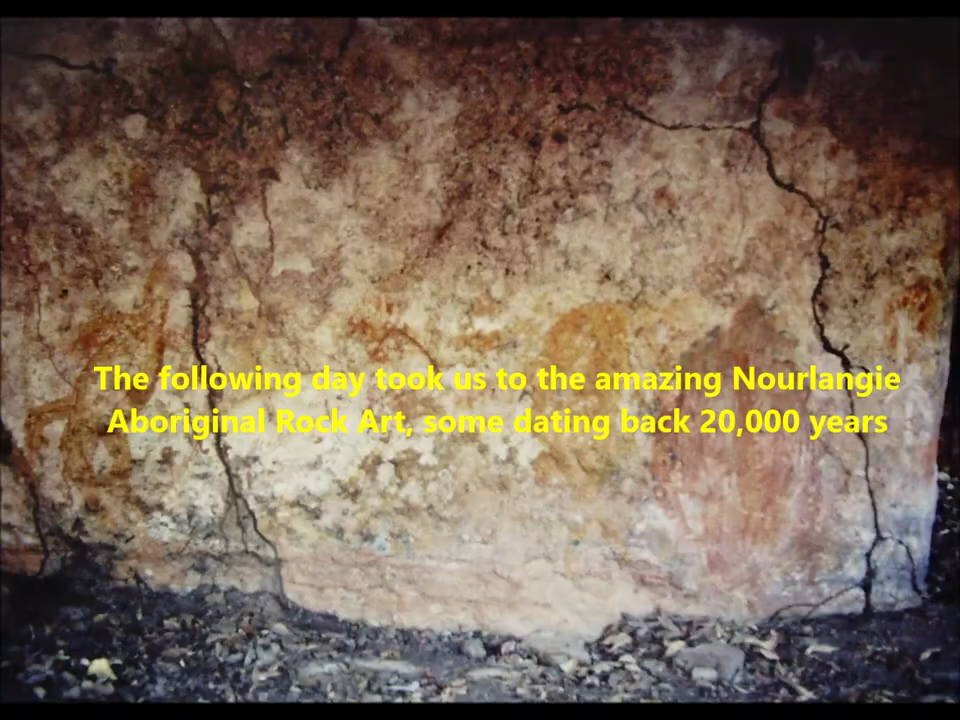 The following day took us to the amazing Nourlangie
Aboriginal Rock Art, some dating back 20,000 years